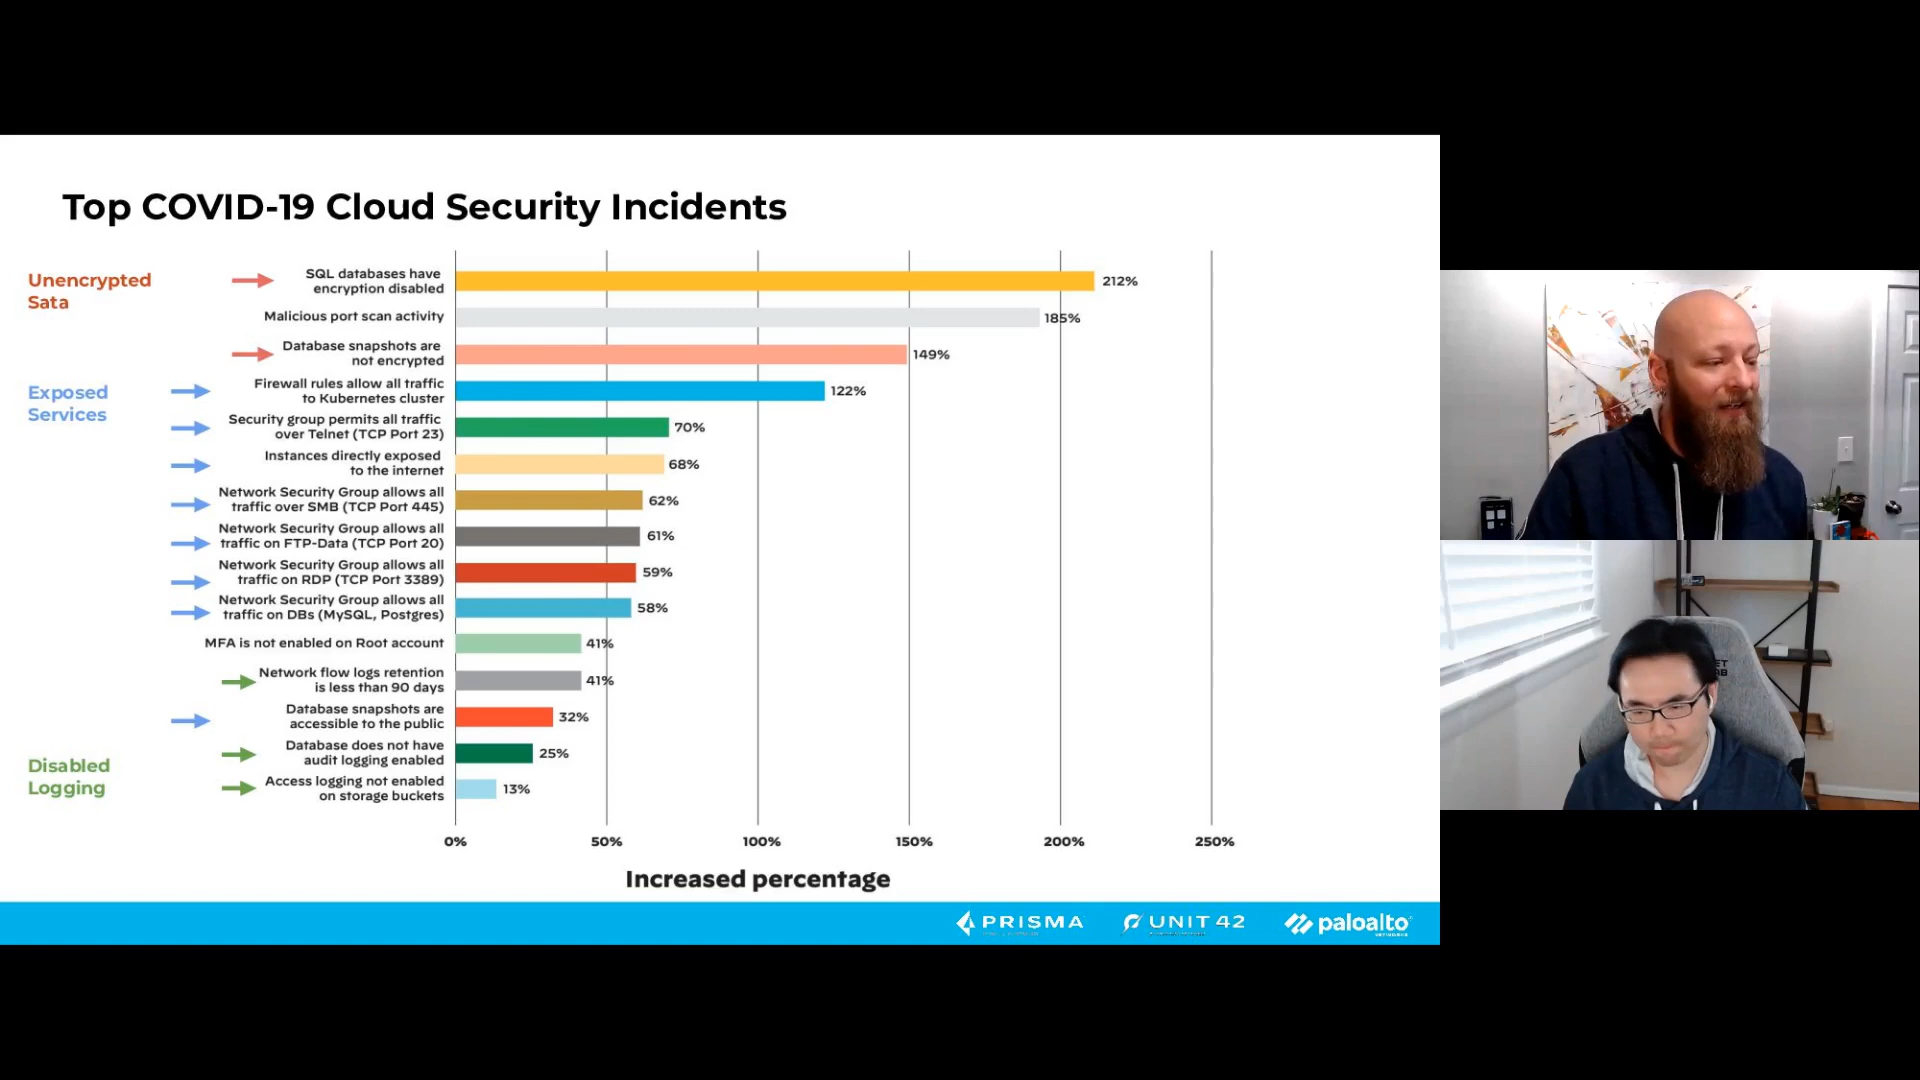 Top COVID-19 Cloud Security Incidents
Unencrypted
Sata
SQL databases have
encryption disabled
212%
Malicious port scan activity
185%
Database snapshots are
not encrypted
149%
Exposed
Services
Firewall rules allow all traffic
to Kubernetes cluster
122%
Security group permits all traffic
over Telnet (TCP Port 23)
70%
Instances directly exposed
to the internet
68%
Network Security Group allows all
traffic over SMB (TCP Port 445)
62%
Network Security Group allows all
traffic on FTP-Data (TCP Port 20)
61%
Network Security Group allows all
traffic on RDP (TCP Port 3389)
59%
Network Security Group allows all
traffic on DBs (MySQL, Postgres)
58%
MFA is not enabled on Root account
41%
Network flow logs retention
is less than 90 days
41%
Database snapshots are
accessible to the public
32%
Disabled
Logging
Database does not have
audit logging enabled
25%
Access logging not enabled
on storage buckets
13%
0% 50% 100% 150% 200% 250%
Increased percentage
PRISMA UNIT 42 paloalto